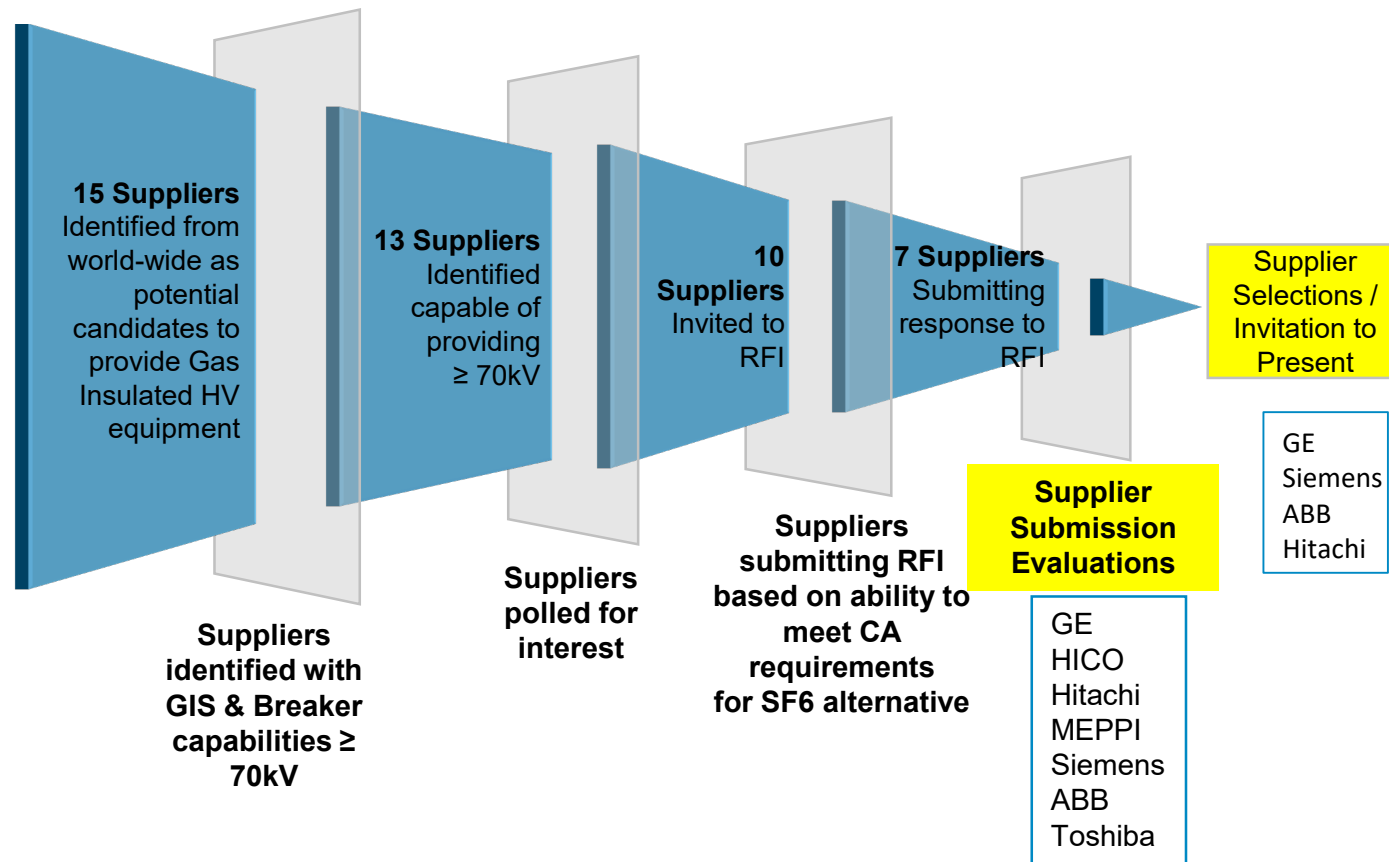 15 Suppliers
Identified from
world-wide as
potential
candidates to
provide Gas
Insulated HV
equipment
Suppliers
identified with
GIS & Breaker
capabilities ≥
70kV
13 Suppliers
Identified
capable of
providing
≥ 70kV
Suppliers
polled for
interest
10
Suppliers
Invited to
RFI
Suppliers
submitting RFI
based on ability to
meet CA
requirements
for SF6 alternative
7 Suppliers
Submitting
response to
RFI
Supplier
Submission
Evaluations
GE
HICO
Hitachi
MEPPI
Siemens
ABB
Toshiba
Supplier
Selections /
Invitation to
Present
GE
Siemens
ABB
Hitachi